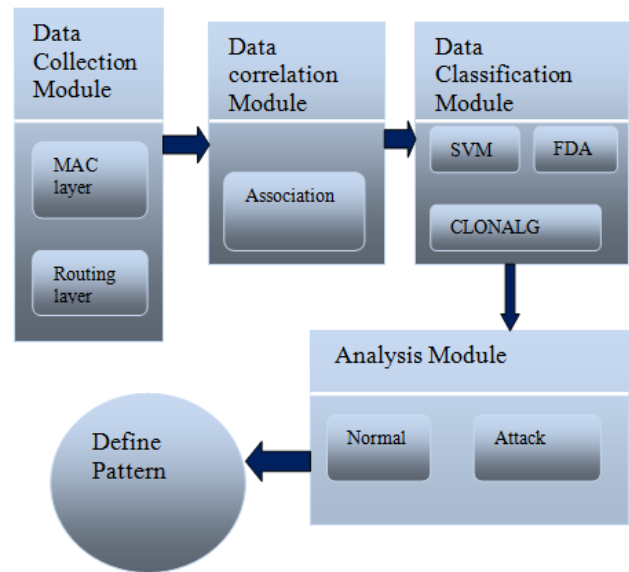 Data
Collection
Module
MAC
layer
Routing
layer
Data
correlation
Module
Association
Data
Classification
Module
SVM
FDA
CLONALG
Analysis Module
Normal
Attack
Define
Pattern